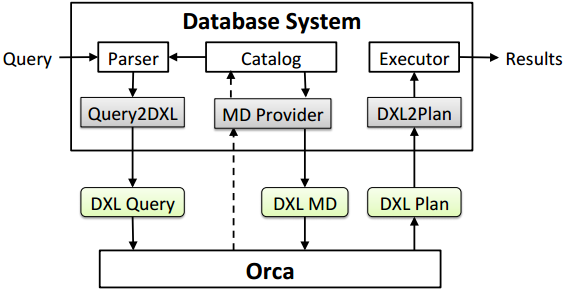 Database System
Query Parser Catalog Executor Results
Query2DXL MD Provider DXL2Plan
DXL Query DXL MD DXL Plan
Orca